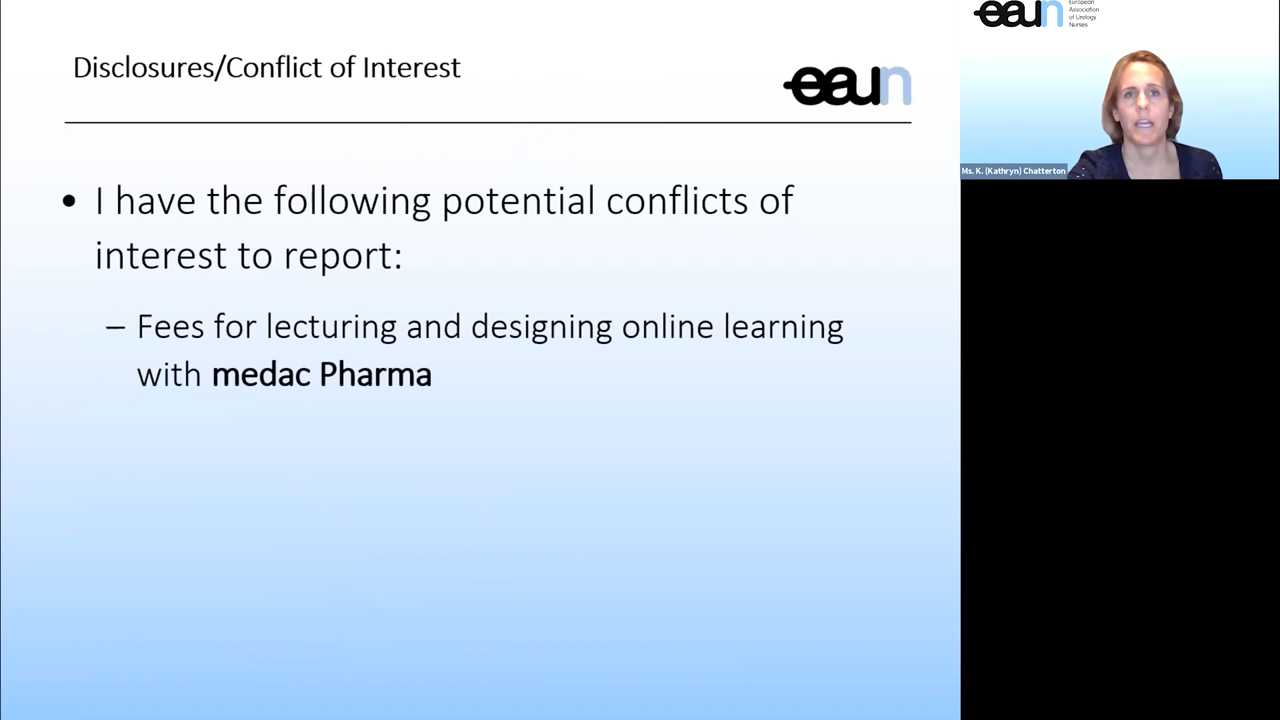 Disclosures/Conflict of Interest
eaun
• I have the following potential conflicts of
interest to report:
– Fees for lecturing and designing online learning
with medac Pharma
eaun
European
Association
of Urology
Nurses
Ms. K. (Kathryn) Chatterton